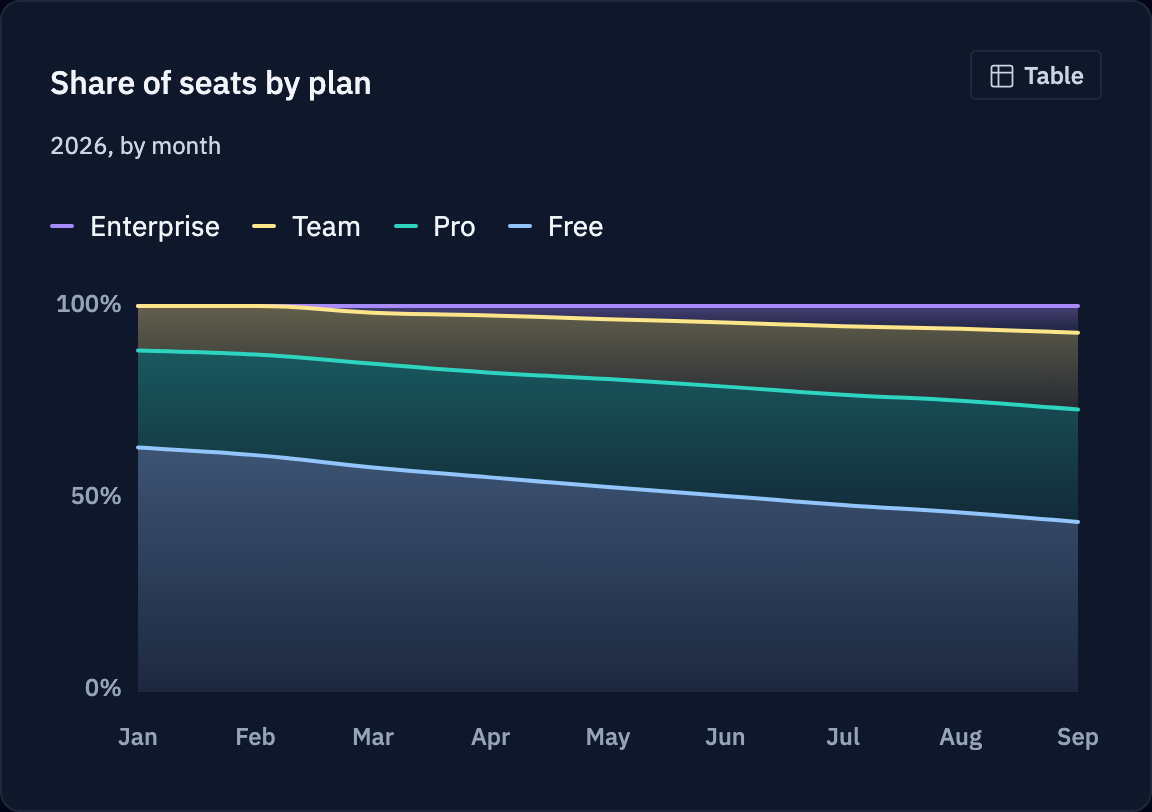 Share of seats by plan
Table
2026, by month
Enterprise Team Pro Free
100%
50%
0%
Jan Feb Mar Apr May Jun Jul Aug Sep